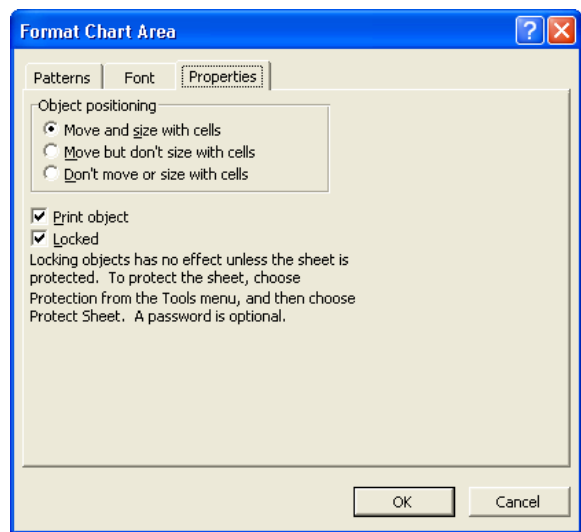 Format Chart Area
Patterns
Font
Properties
Object positioning
Move and size with cells
Move but don't size with cells
Don't move or size with cells
Print object
Locked
Locking objects has no effect unless the sheet is
protected. To protect the sheet, choose
Protection from the Tools menu, and then choose
Protect Sheet. A password is optional.
OK
Cancel